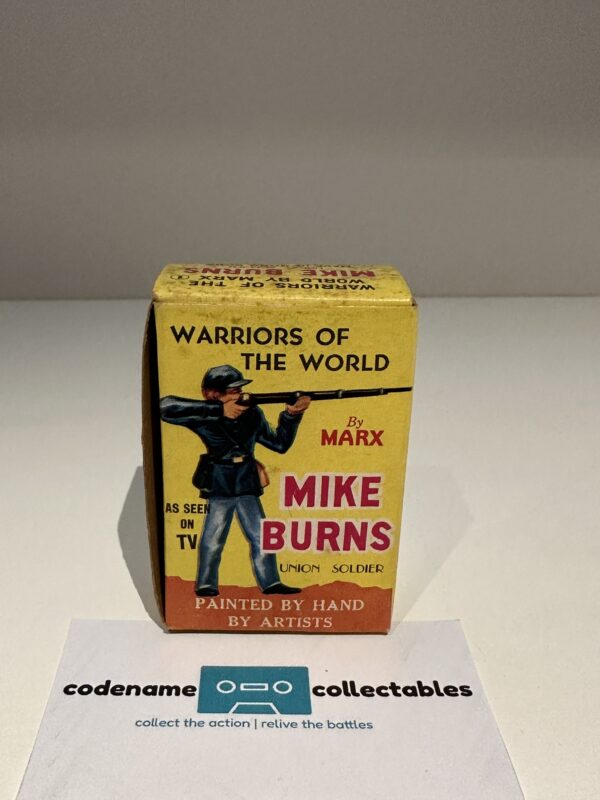 WARRIORS OF THE
WORLD BY MARX
MIKE BURNS
WARRIORS OF
THE WORLD
By
MARX
AS SEEN
ON
TV
MIKE
BURNS
UNION SOLDIER
PAINTED BY HAND
BY ARTISTS
codename collectables
collect the action | relive the battles